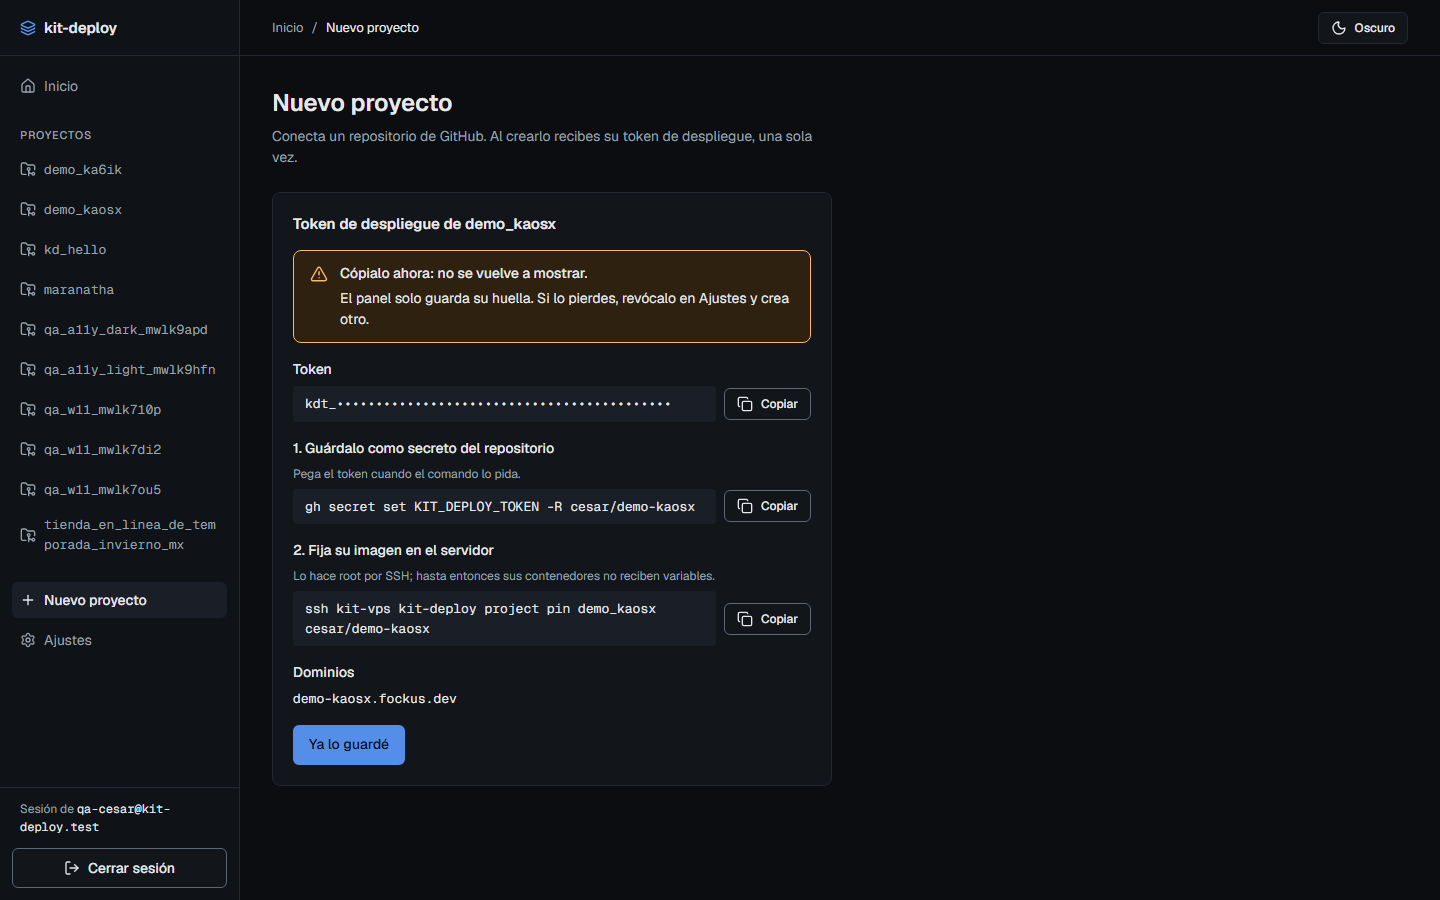 kit-deploy
Inicio / Nuevo proyecto
Oscuro
Inicio
PROYECTOS
demo_ka6ik
demo_kaosx
kd_hello
maranatha
qa_a11y_dark_mwlk9apd
qa_a11y_light_mwlk9hfn
qa_w11_mwlk710p
qa_w11_mwlk7di2
qa_w11_mwlk7ou5
tienda_en_linea_de_tem
porada_invierno_mx
Nuevo proyecto
Ajustes
Sesión de qa-cesar@kit-
deploy.test
Cerrar sesión
Nuevo proyecto
Conecta un repositorio de GitHub. Al crearlo recibes su token de despliegue, una sola
vez.
Token de despliegue de demo_kaosx
Cópialo ahora: no se vuelve a mostrar.
El panel solo guarda su huella. Si lo pierdes, revócalo en Ajustes y crea
otro.
Token
kdt_•••••••••••••••••••••••••••••••••••••••••••
Copiar
1. Guárdalo como secreto del repositorio
Pega el token cuando el comando lo pida.
gh secret set KIT_DEPLOY_TOKEN -R cesar/demo-kaosx
Copiar
2. Fija su imagen en el servidor
Lo hace root por SSH; hasta entonces sus contenedores no reciben variables.
ssh kit-vps kit-deploy project pin demo_kaosx
cesar/demo-kaosx
Copiar
Dominios
demo-kaosx.fockus.dev
Ya lo guardé